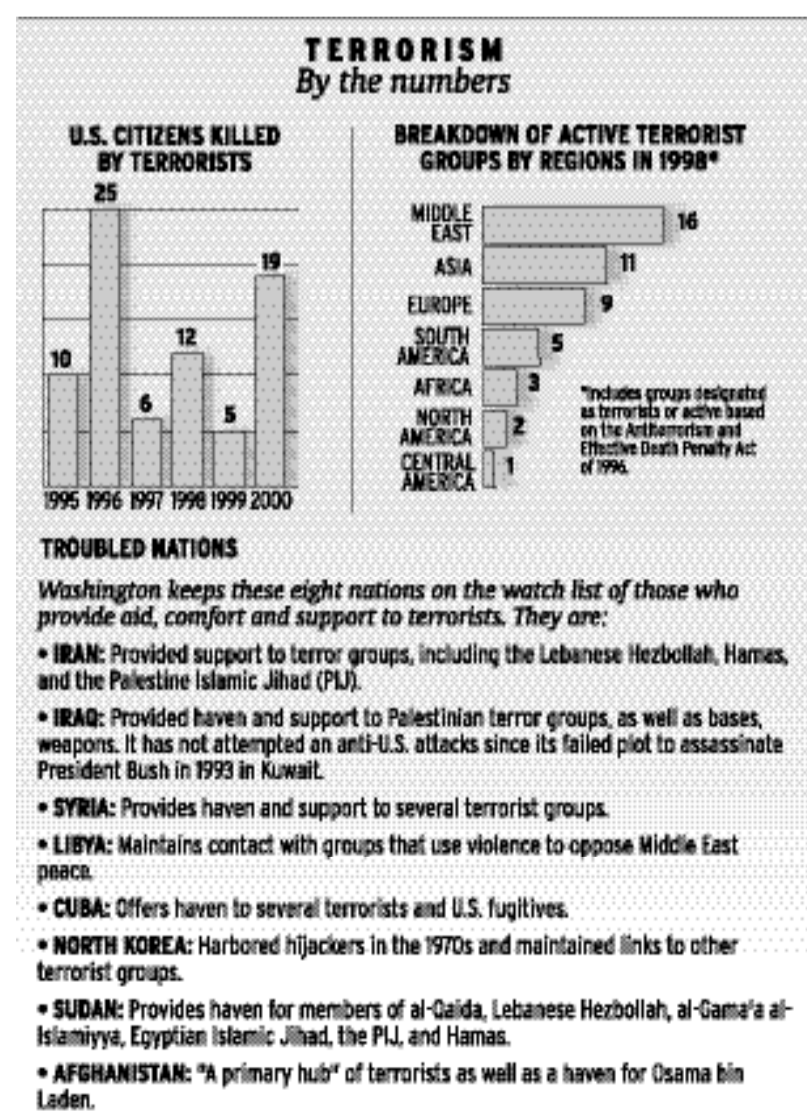 TERRORISM
By the numbers
U.S. CITIZENS KILLED
BY TERRORISTS
25
19
12
10
6
5
1995 1996 1997 1998 1999 2000
BREAKDOWN OF ACTIVE TERRORIST
GROUPS BY REGIONS IN 1998*
MIDDLE
EAST
16
ASIA
11
EUROPE
9
SOUTH
AMERICA
5
AFRICA
3
NORTH
AMERICA
2
CENTRAL
AMERICA
1
*Includes groups designated
as terrorists or active based
on the Antiterrorism and
Effective Death Penalty Act
of 1996.
TROUBLED NATIONS
Washington keeps these eight nations on the watch list of those who
provide aid, comfort and support to terrorists. They are:
• IRAN: Provided support to terror groups, including the Lebanese Hezbollah, Hamas,
and the Palestine Islamic Jihad (PIJ).
• IRAQ: Provided haven and support to Palestinian terror groups, as well as bases,
weapons. It has not attempted an anti-U.S. attacks since its failed plot to assassinate
President Bush in 1993 in Kuwait.
• SYRIA: Provides haven and support to several terrorist groups.
• LIBYA: Maintains contact with groups that use violence to oppose Middle East
peace.
• CUBA: Offers haven to several terrorists and U.S. fugitives.
• NORTH KOREA: Harbored hijackers in the 1970s and maintained links to other
terrorist groups.
• SUDAN: Provides haven for members of al-Qaida, Lebanese Hezbollah, al-Gama'a al-
Islamiyya, Egyptian Islamic Jihad, the PIJ, and Hamas.
• AFGHANISTAN: "A primary hub" of terrorists as well as a haven for Osama bin
Laden.